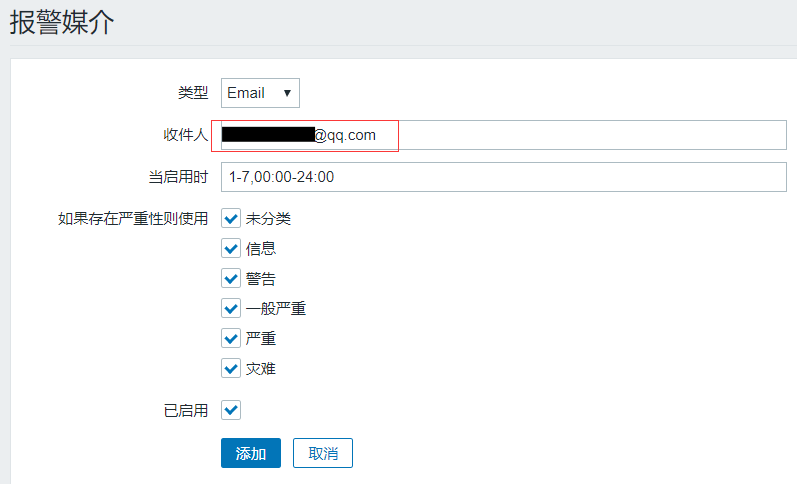 报警媒介
类型 Email ▼
收件人 @qq.com
当启用时 1-7,00:00-24:00
如果存在严重性则使用 未分类
信息
警告
一般严重
严重
灾难
已启用
添加 取消